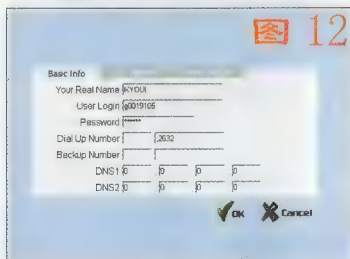 图 12
Basic Info
Your Real Name KYOUI
User Login g0019105
Password ******
Dial Up Number ,2632
Backup Number
DNS1 0 0 0 0
DNS2 0 0 0 0
OK Cancel